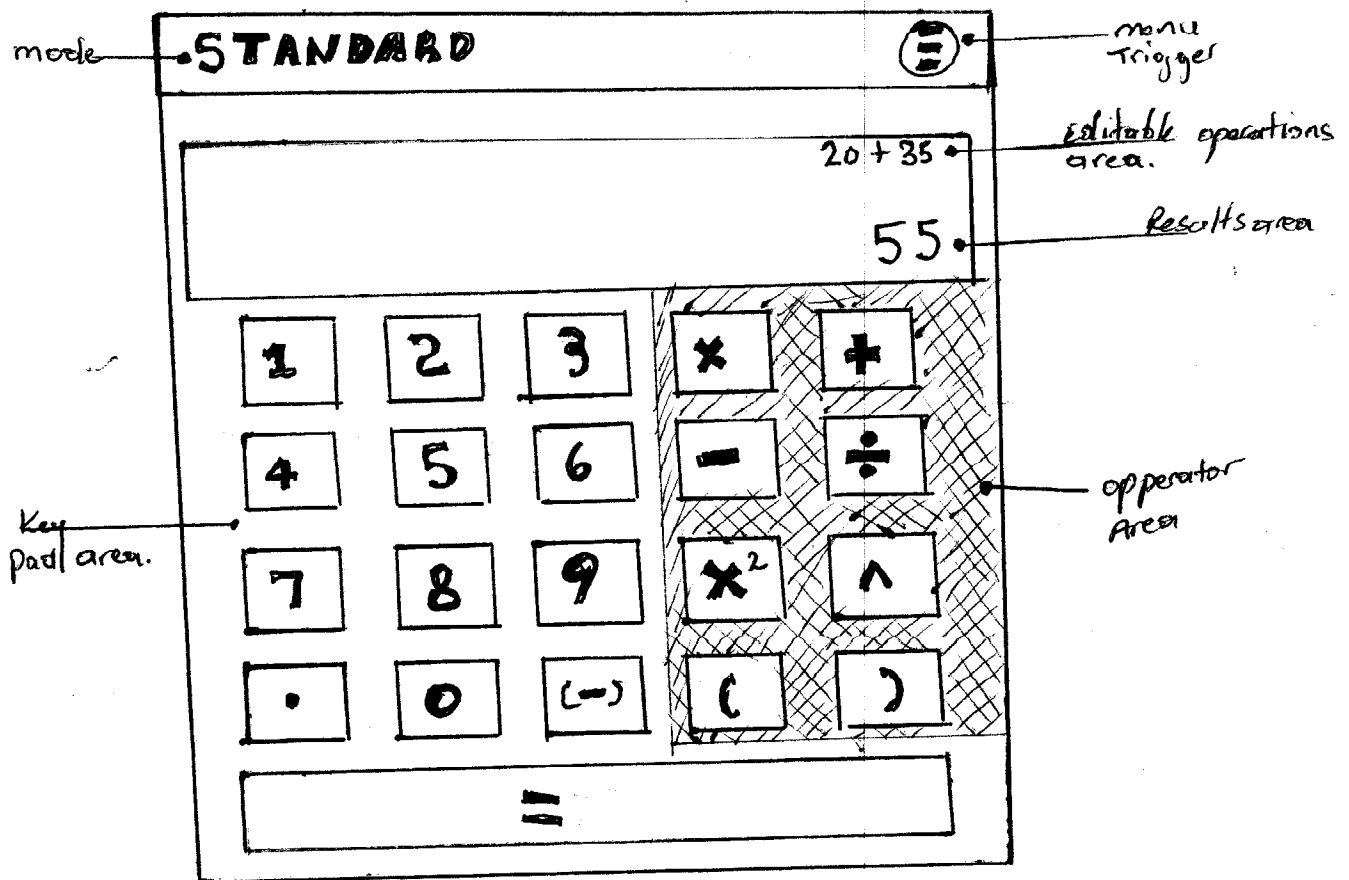 mode
STANDARD
menu
Trigger
20 + 35
editable operations
area.
55
Results area
1 2 3 × +
4 5 6 − ÷
Key
pad area.
opperator
Area
7 8 9 X² ^
. 0 (-) ( )
=